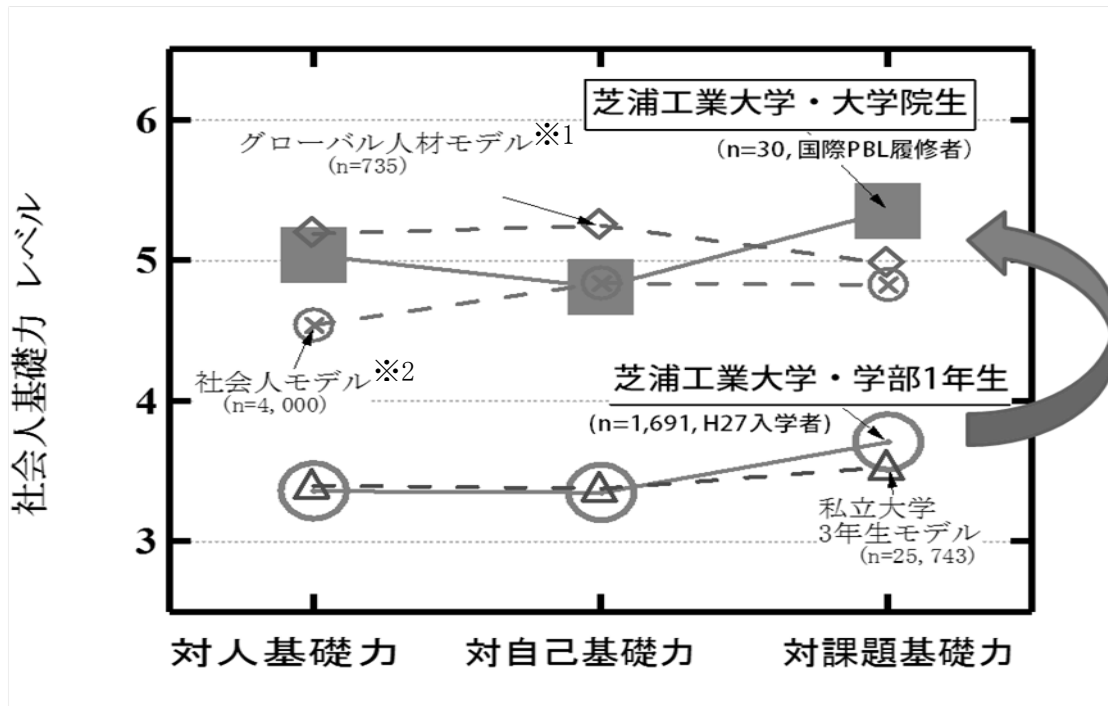 芝浦工業大学・大学院生
(n=30, 国際PBL履修者)
グローバル人材モデル※1
(n=735)
社会人モデル※2
(n=4, 000)
芝浦工業大学・学部1年生
(n=1,691, H27入学者)
私立大学
3年生モデル
(n=25, 743)
社会人基礎力 レベル
6
5
4
3
対人基礎力
対自己基礎力
対課題基礎力